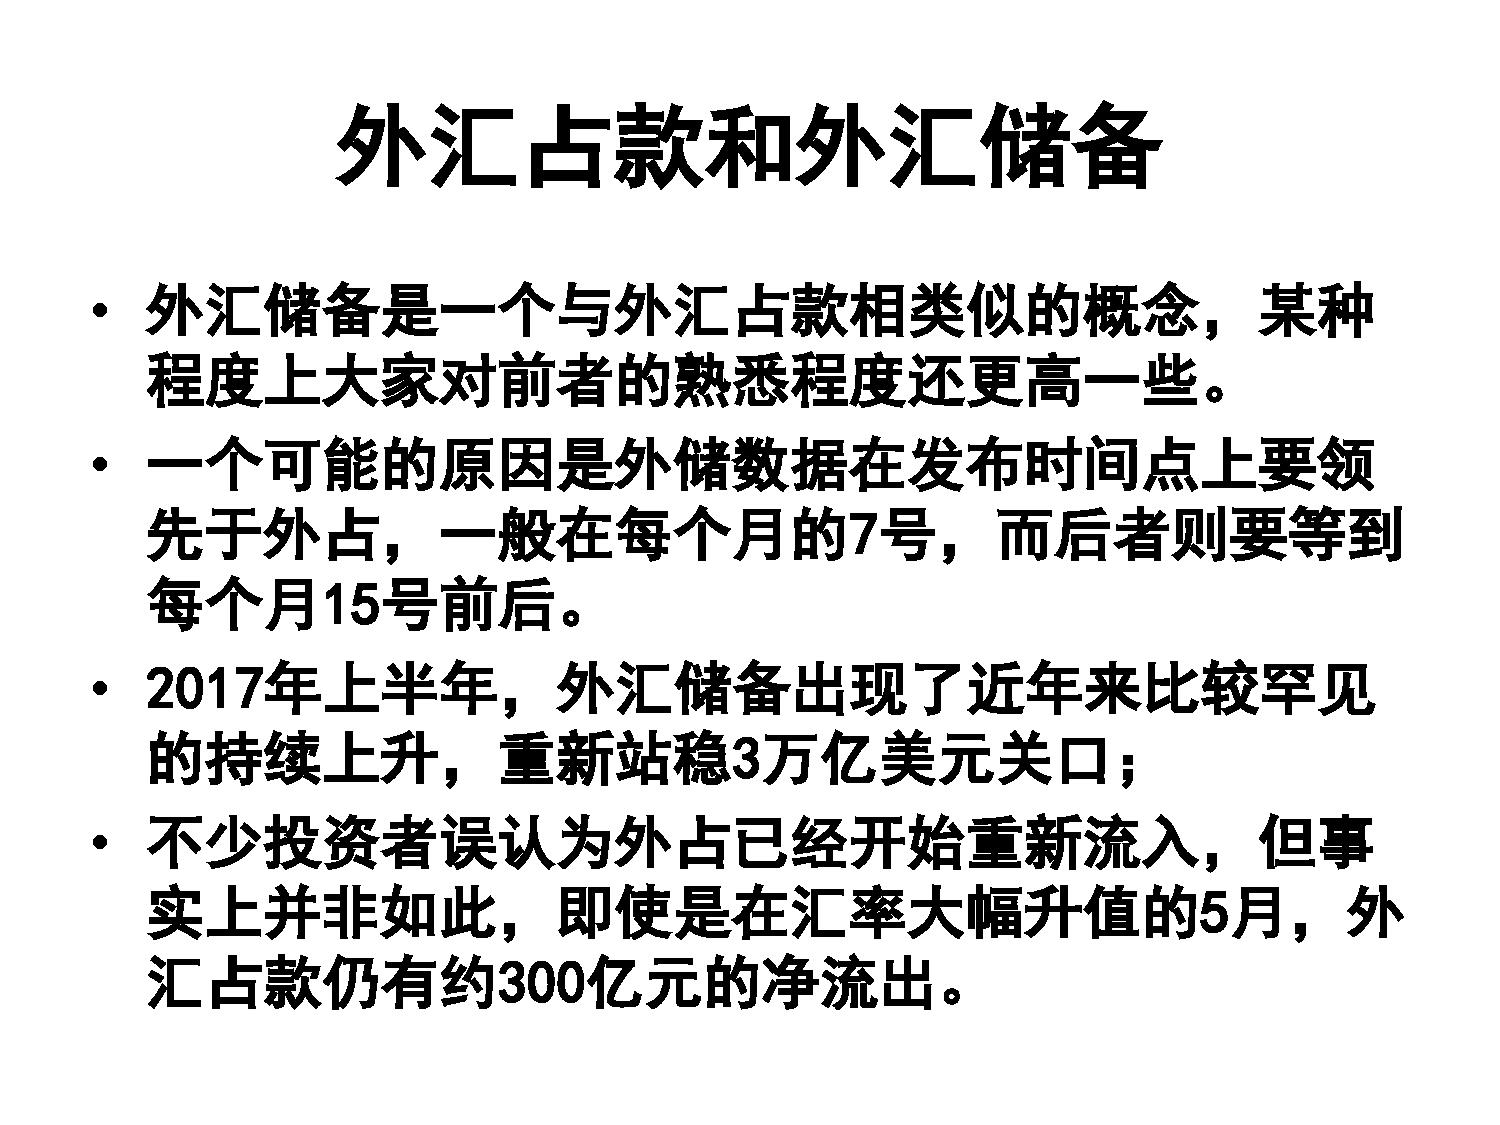 外汇占款和外汇储备
• 外汇储备是一个与外汇占款相类似的概念，某种
程度上大家对前者的熟悉程度还更高一些。
• 一个可能的原因是外储数据在发布时间点上要领
先于外占，一般在每个月的7号，而后者则要等到
每个月15号前后。
• 2017年上半年，外汇储备出现了近年来比较罕见
的持续上升，重新站稳3万亿美元关口；
• 不少投资者误认为外占已经开始重新流入，但事
实上并非如此，即使是在汇率大幅升值的5月，外
汇占款仍有约300亿元的净流出。